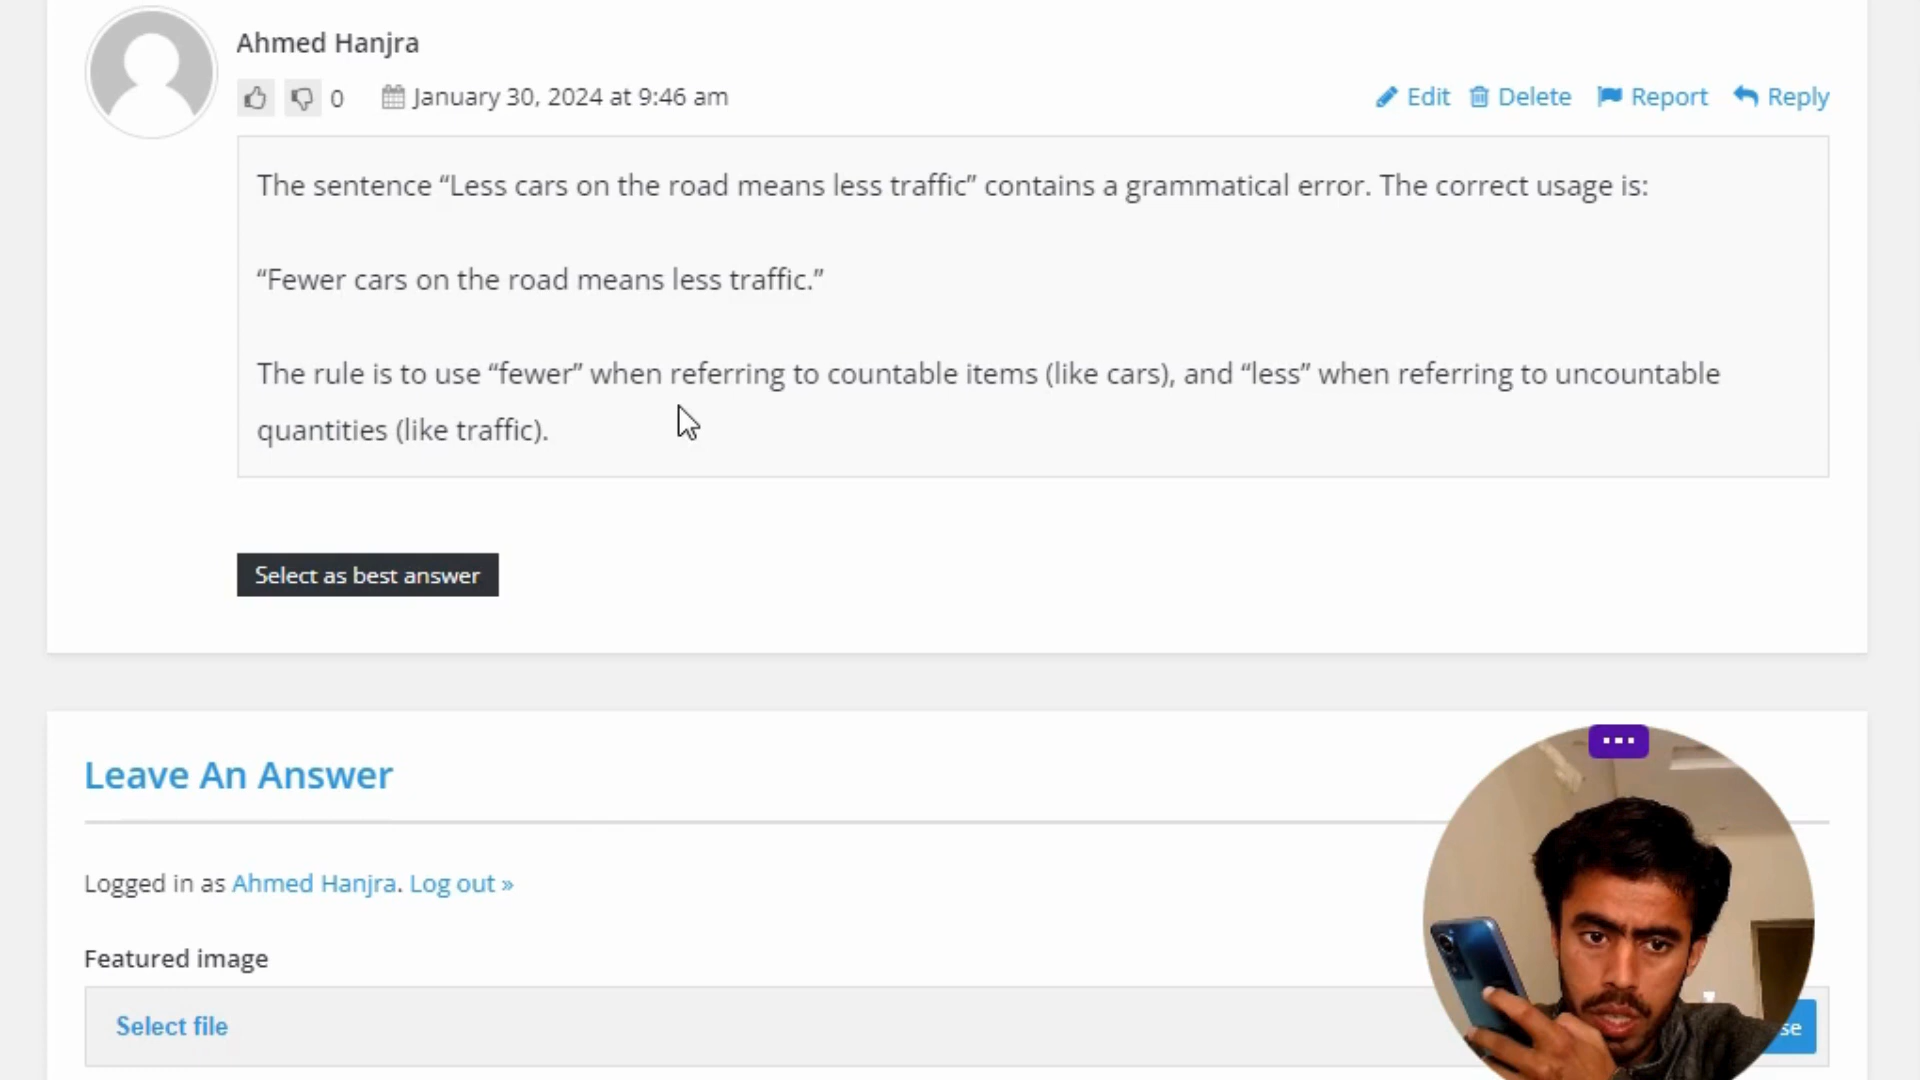 Ahmed Hanjra
0 January 30, 2024 at 9:46 am Edit Delete Report Reply
The sentence “Less cars on the road means less traffic” contains a grammatical error. The correct usage is:
“Fewer cars on the road means less traffic.”
The rule is to use “fewer” when referring to countable items (like cars), and “less” when referring to uncountable
quantities (like traffic).
Select as best answer
Leave An Answer
Logged in as Ahmed Hanjra. Log out »
Featured image
Select file